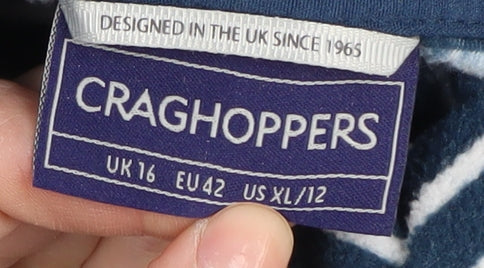 DESIGNED IN THE UK SINCE 1965
CRAGHOPPERS
UK 16 EU 42 US XL/12